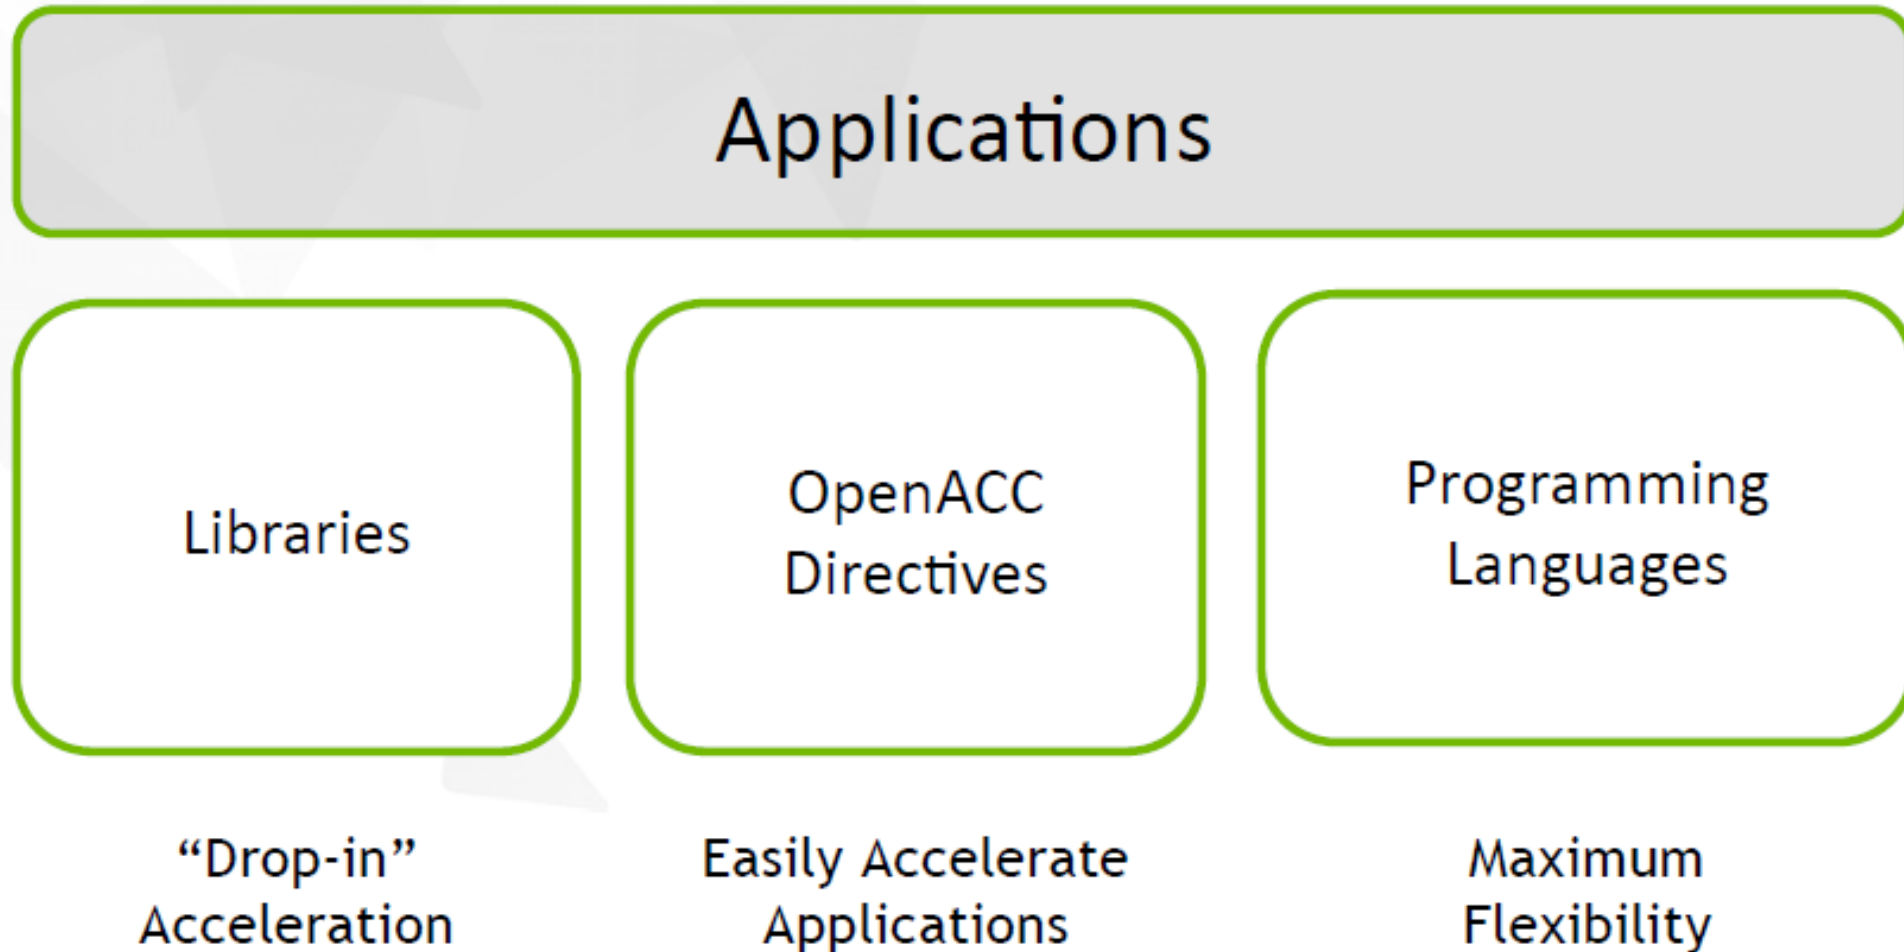 Applications
Libraries
OpenACC
Directives
Programming
Languages
“Drop-in”
Acceleration
Easily Accelerate
Applications
Maximum
Flexibility